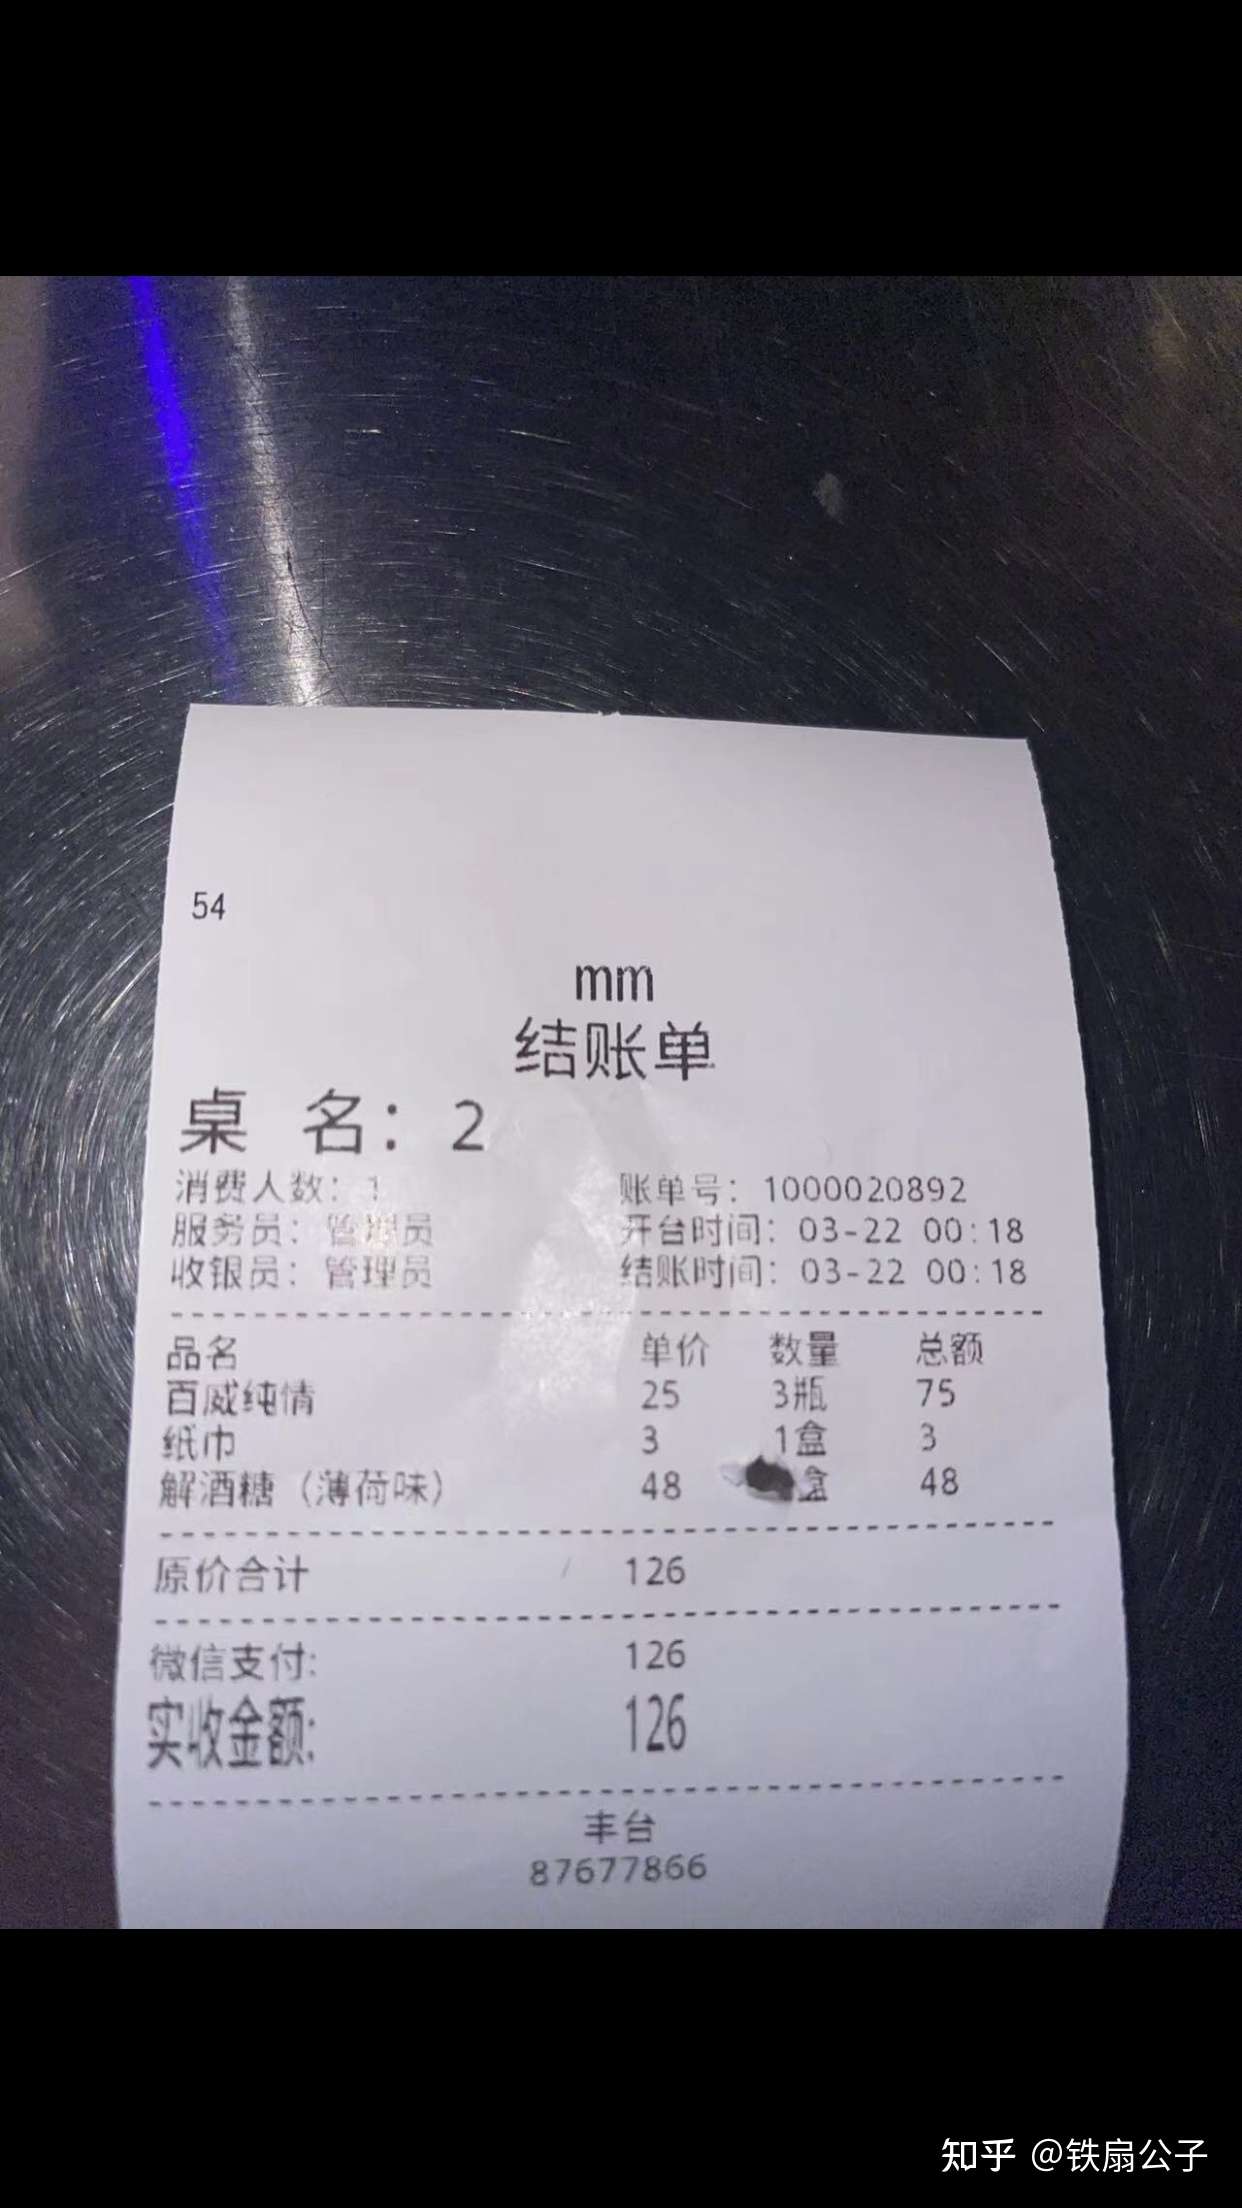 54
mm
结账单
桌 名：2
消费人数：1 账单号：1000020892
服务员：管理员 开台时间：03-22 00:18
收银员：管理员 结账时间：03-22 00:18
品名 单价 数量 总额
百威纯情 25 3瓶 75
纸巾 3 1盒 3
解酒糖（薄荷味） 48 盒 48
原价合计 126
微信支付: 126
实收金额: 126
丰台
87677866
知乎 @铁扇公子